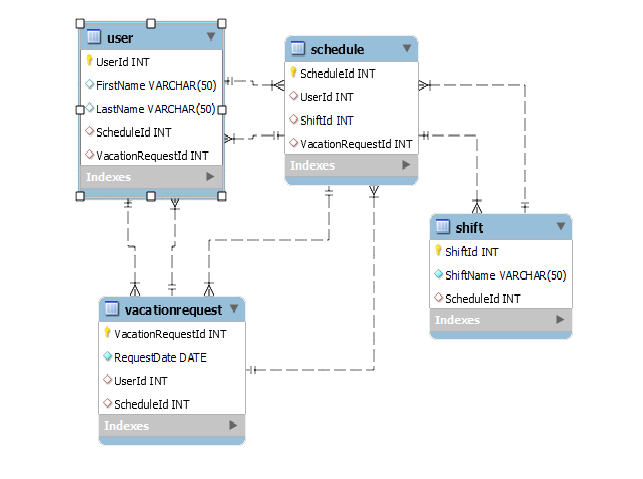 user
UserId INT
FirstName VARCHAR(50)
LastName VARCHAR(50)
ScheduleId INT
VacationRequestId INT
Indexes
schedule
ScheduleId INT
UserId INT
ShiftId INT
VacationRequestId INT
Indexes
shift
ShiftId INT
ShiftName VARCHAR(50)
ScheduleId INT
Indexes
vacationrequest
VacationRequestId INT
RequestDate DATE
UserId INT
ScheduleId INT
Indexes